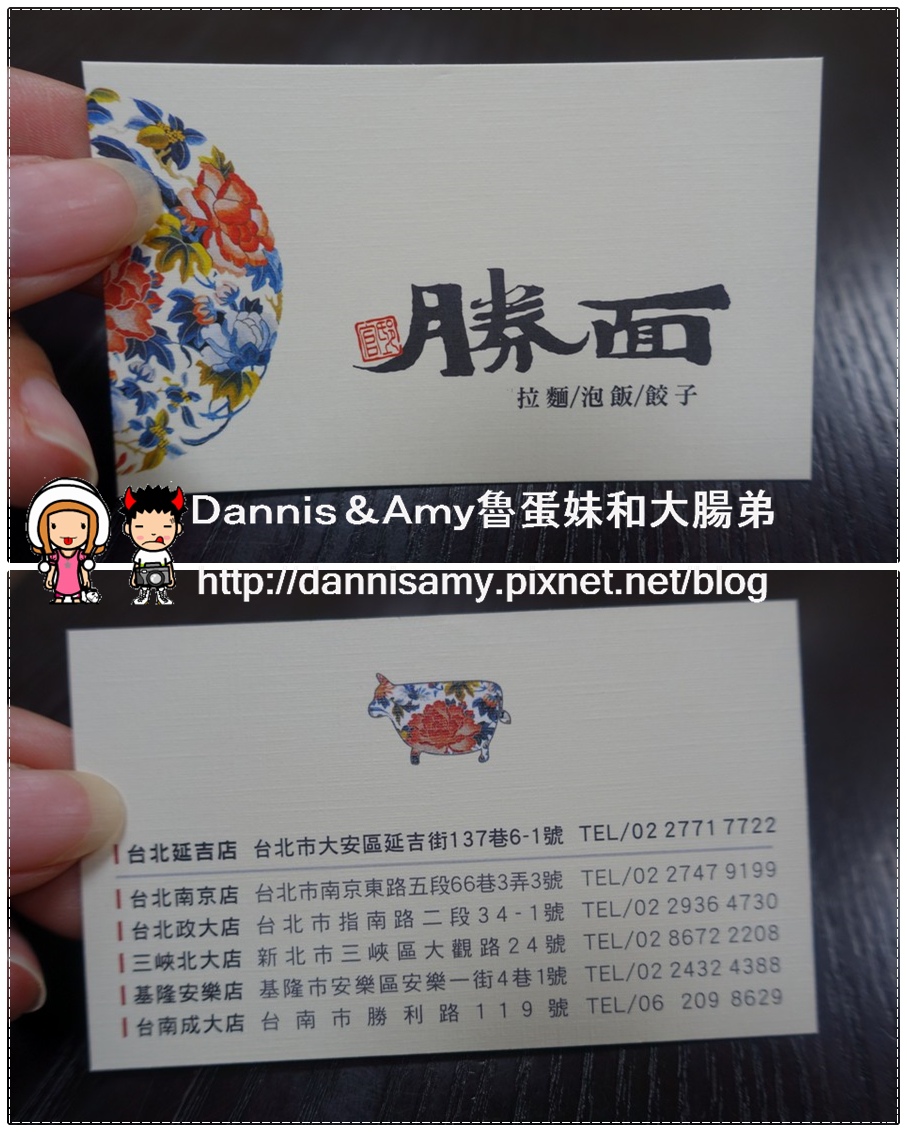 勝面
拉麵/泡飯/餃子
Dannis&Amy魯蛋妹和大腸弟
http://dannisamy.pixnet.net/blog
台北延吉店 台北市大安區延吉街137巷6-1號 TEL/02 2771 7722
台北南京店 台北市南京東路五段66巷3弄3號 TEL/02 2747 9199
台北政大店 台北市指南路二段34-1號 TEL/02 2936 4730
三峽北大店 新北市三峽區大觀路24號 TEL/02 8672 2208
基隆安樂店 基隆市安樂區安樂一街4巷1號 TEL/02 2432 4388
台南成大店 台南市勝利路119號 TEL/06 209 8629